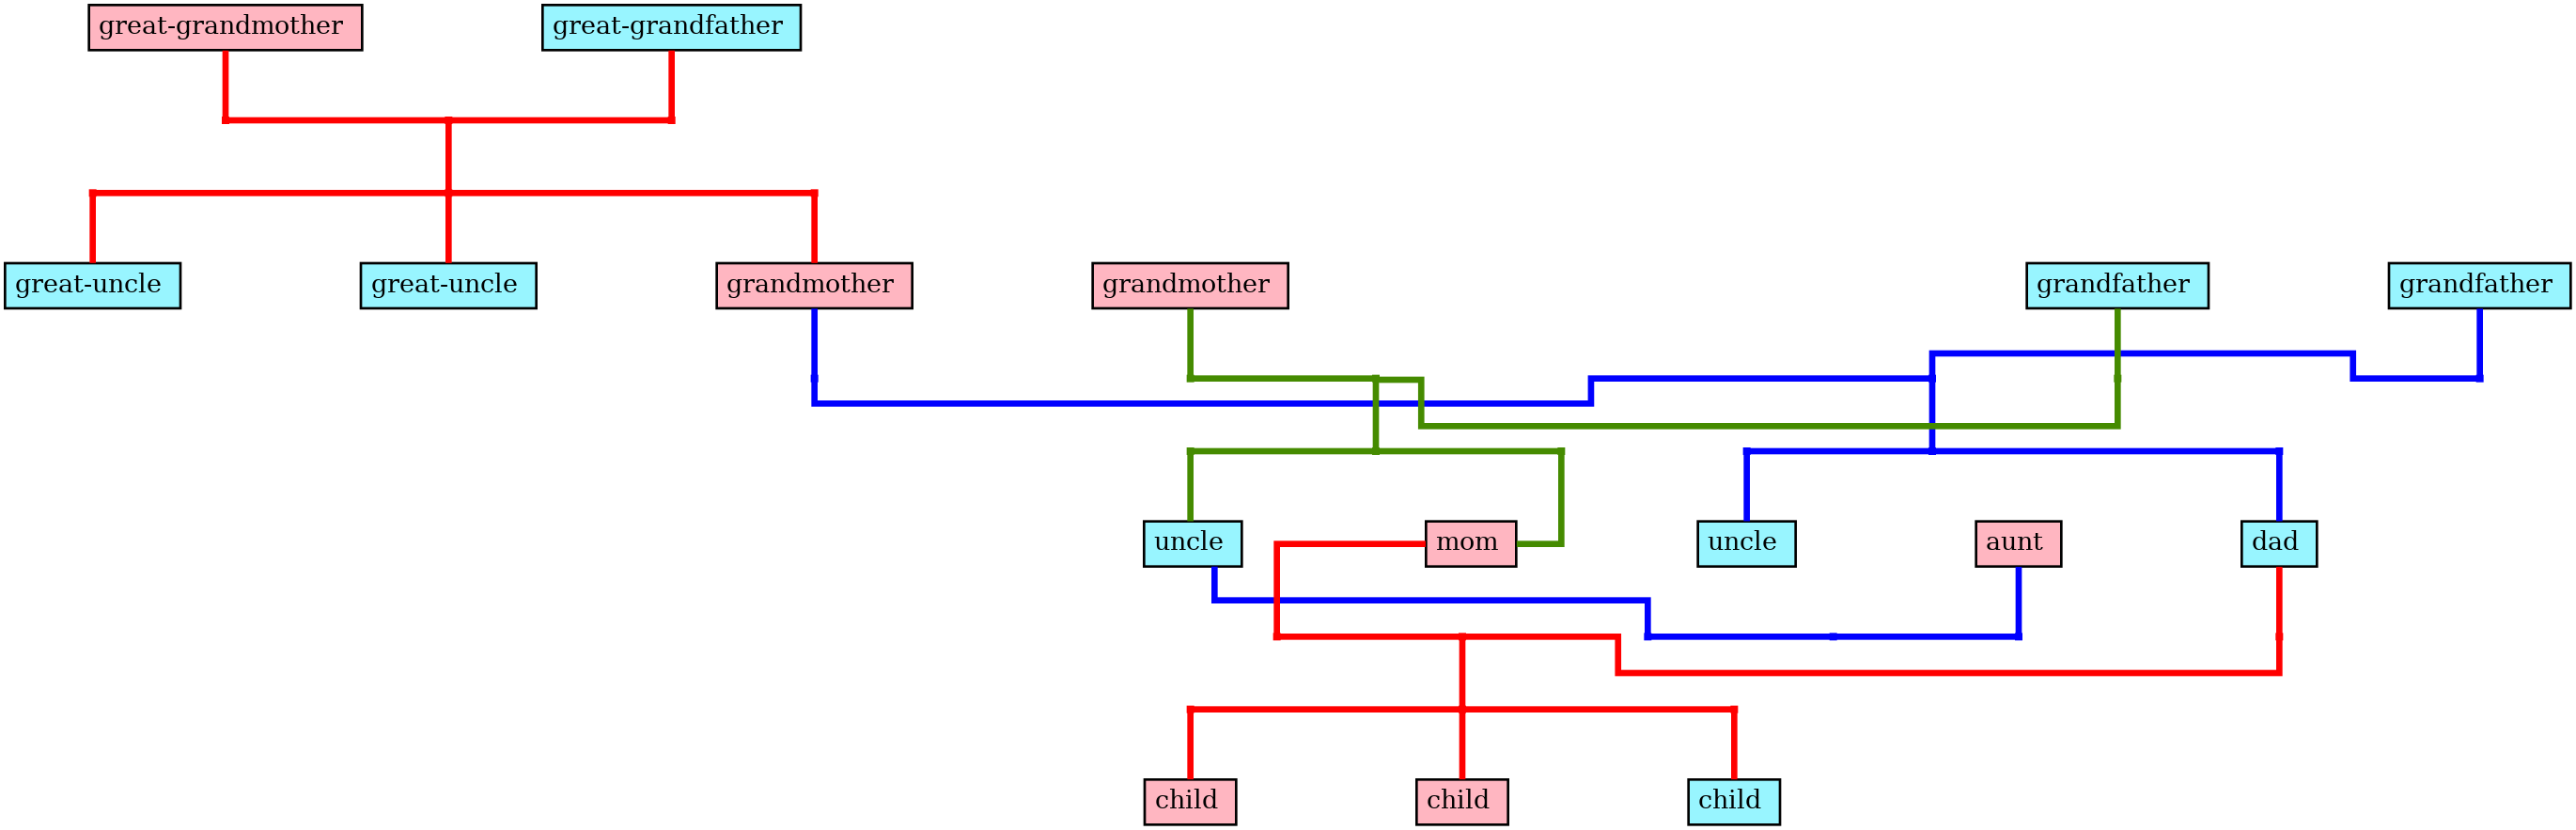 great-grandmother
great-grandfather
great-uncle
great-uncle
grandmother
grandmother
grandfather
grandfather
uncle
mom
uncle
aunt
dad
child
child
child